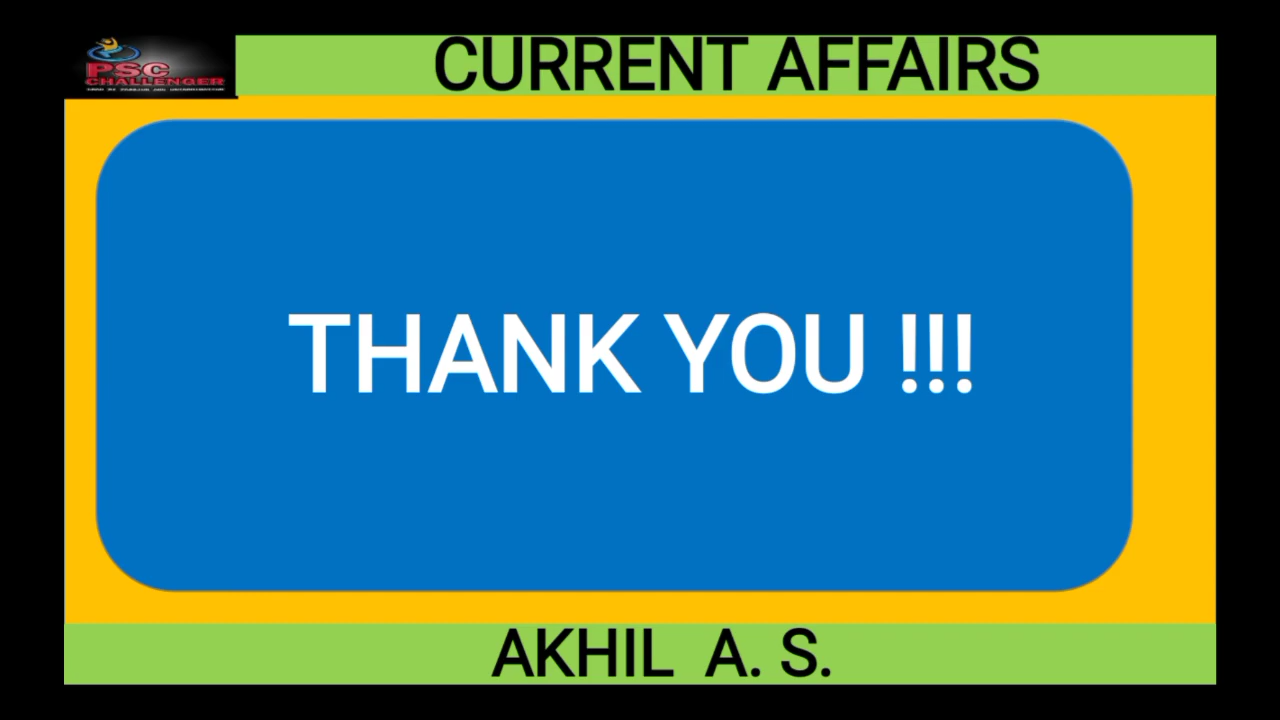 PSC
CHALLENGER
CURRENT AFFAIRS
THANK YOU !!!
AKHIL A. S.